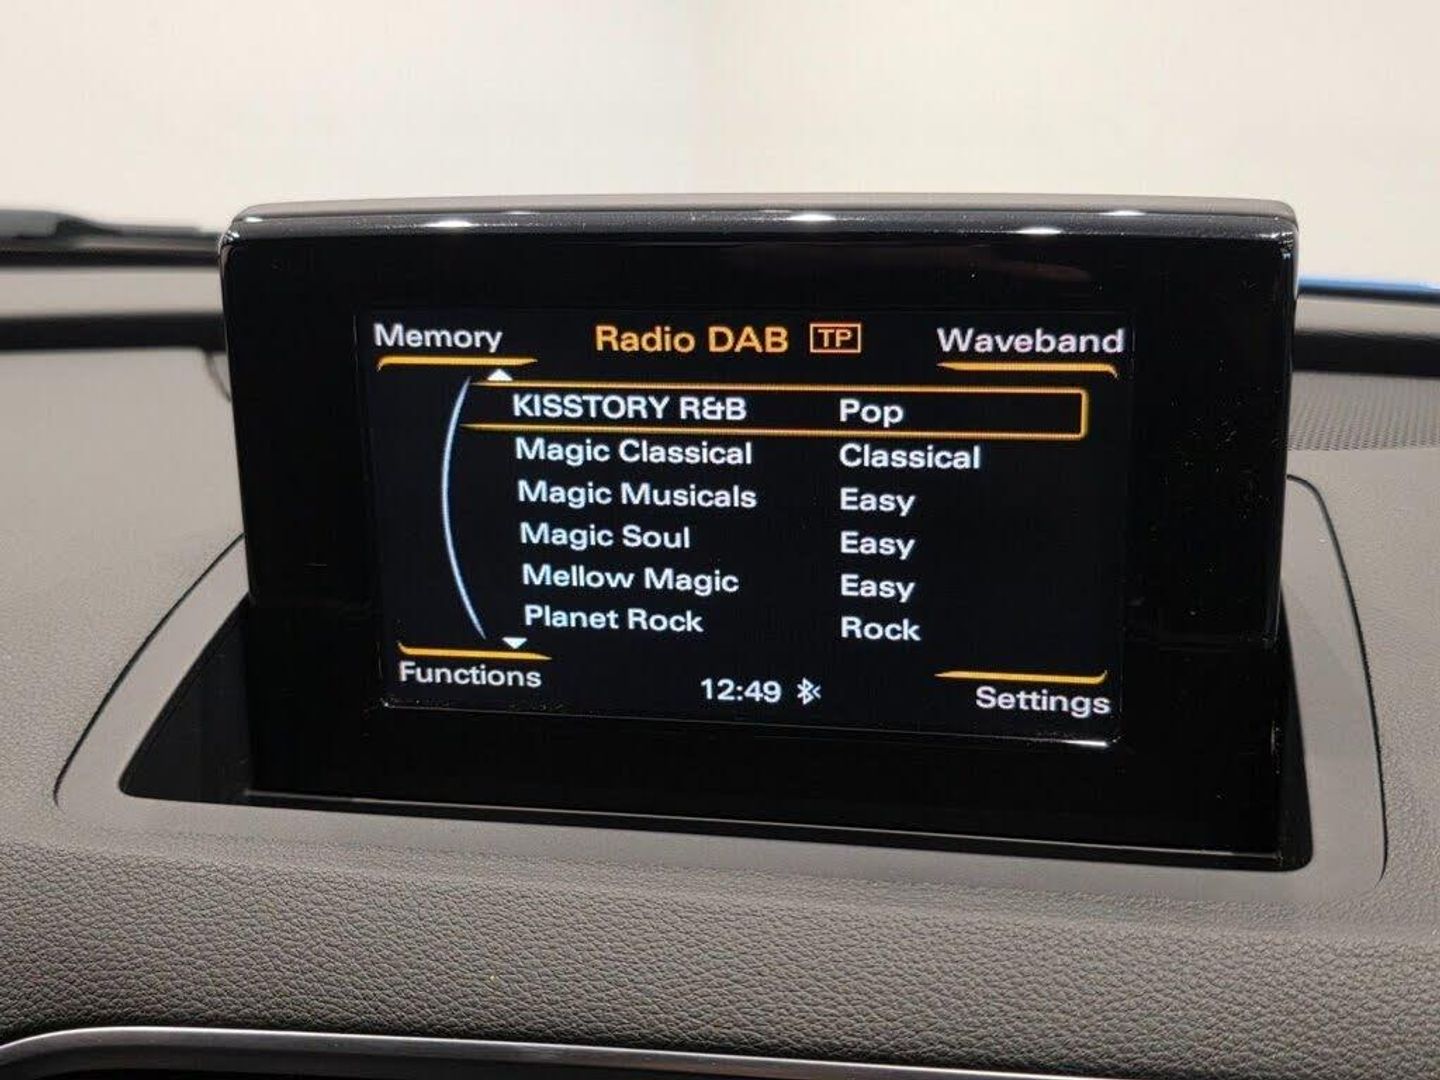 Memory Radio DAB TP Waveband
KISSTORY R&B Pop
Magic Classical Classical
Magic Musicals Easy
Magic Soul Easy
Mellow Magic Easy
Planet Rock Rock
Functions 12:49 Settings